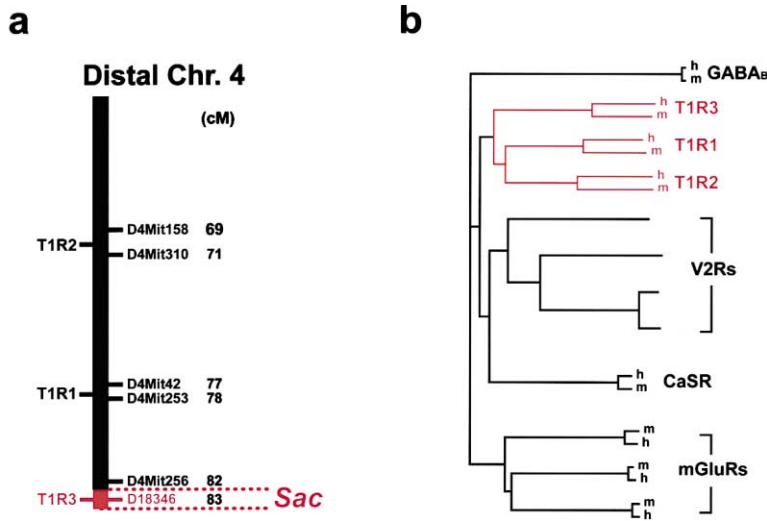 a
Distal Chr. 4
(cM)
D4Mit158 69
T1R2
D4Mit310 71
D4Mit42 77
T1R1
D4Mit253 78
D4Mit256 82
T1R3 D18346 83 Sac
b
h
m GABAB
h
m T1R3
h
m T1R1
h
m T1R2
V2Rs
h
m CaSR
m
h
m
h mGluRs
m
h